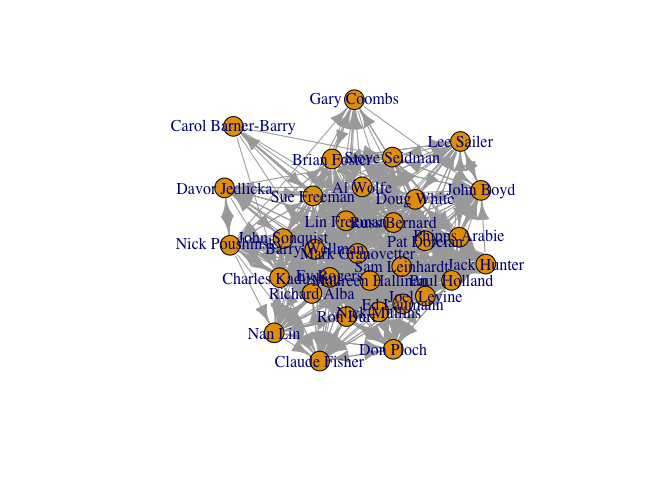 Gary Coombs
Carol Barner-Barry
Lee Sailer
Brian Foster
Steve Seidman
Davor Jedlicka
Al Wolfe
John Boyd
Sue Freeman
Doug White
Lin Freeman
Russ Bernard
Phipps Arabie
John Sonquist
Pat Doreian
Nick Poushinsky
Barry Wellman
Mark Granovetter
Sam Leinhardt
Jack Hunter
Charles Kadushin
Ev Rogers
Maureen Hallinan
Paul Holland
Richard Alba
Joel Levine
Ed Laumann
Ron Burt
Nick Mullins
Nan Lin
Don Ploch
Claude Fisher